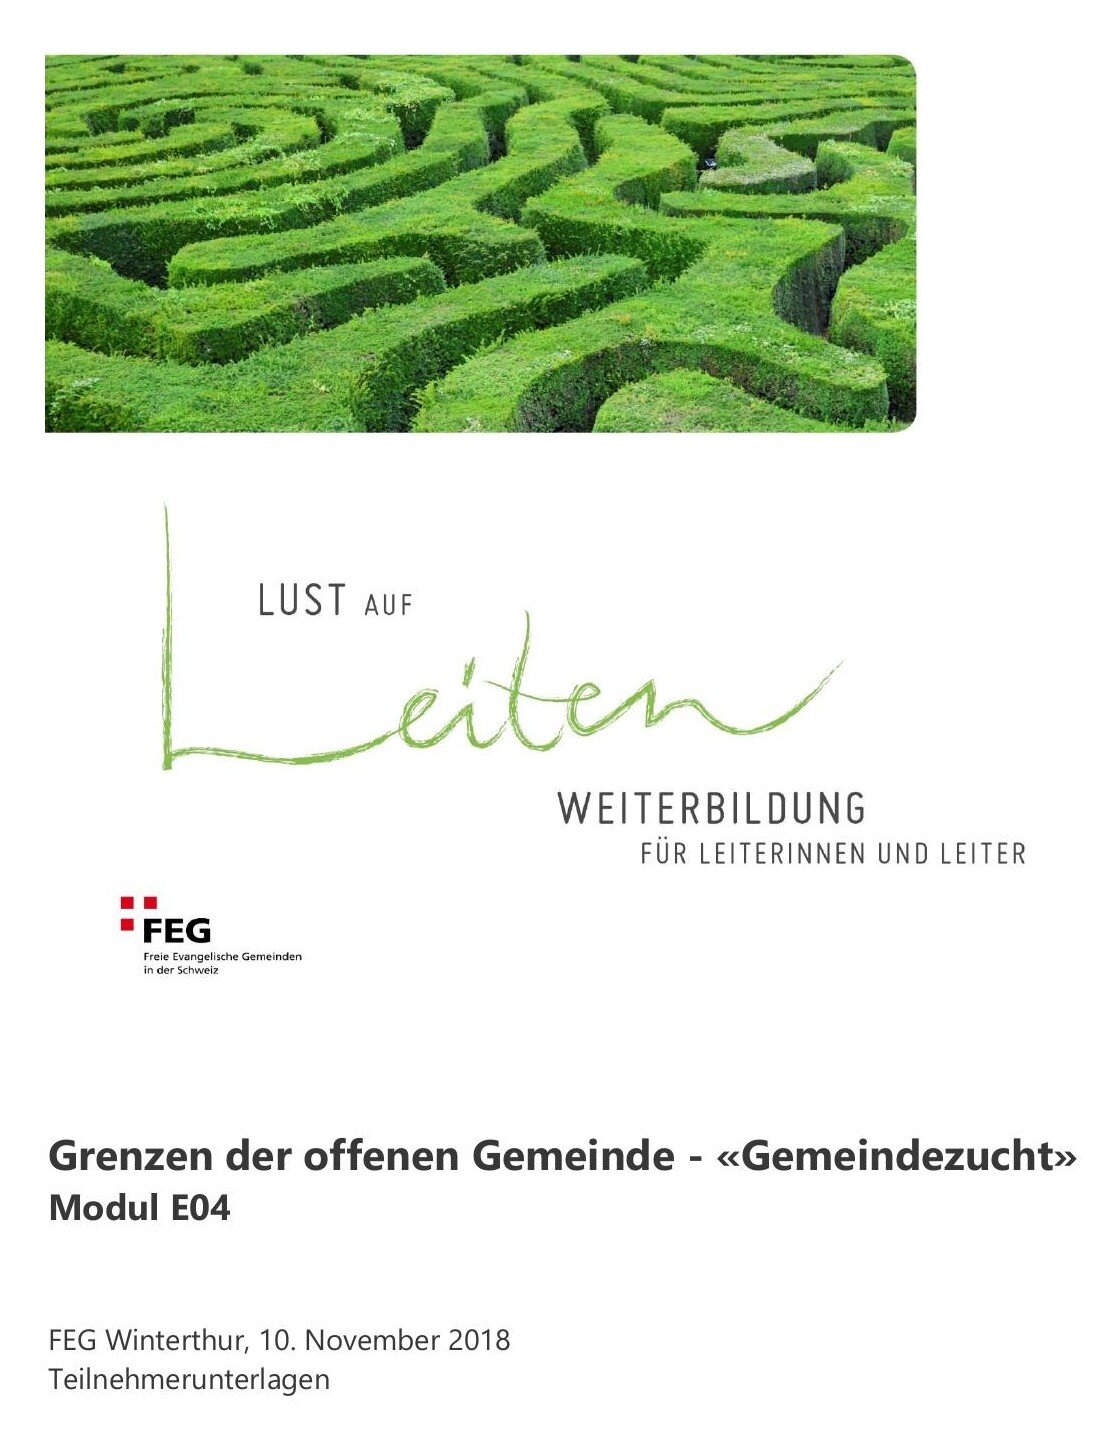 LUST AUF
Leiten
WEITERBILDUNG
FÜR LEITERINNEN UND LEITER
FEG
Freie Evangelische Gemeinden
in der Schweiz
Grenzen der offenen Gemeinde - «Gemeindezucht»
Modul E04
FEG Winterthur, 10. November 2018
Teilnehmerunterlagen